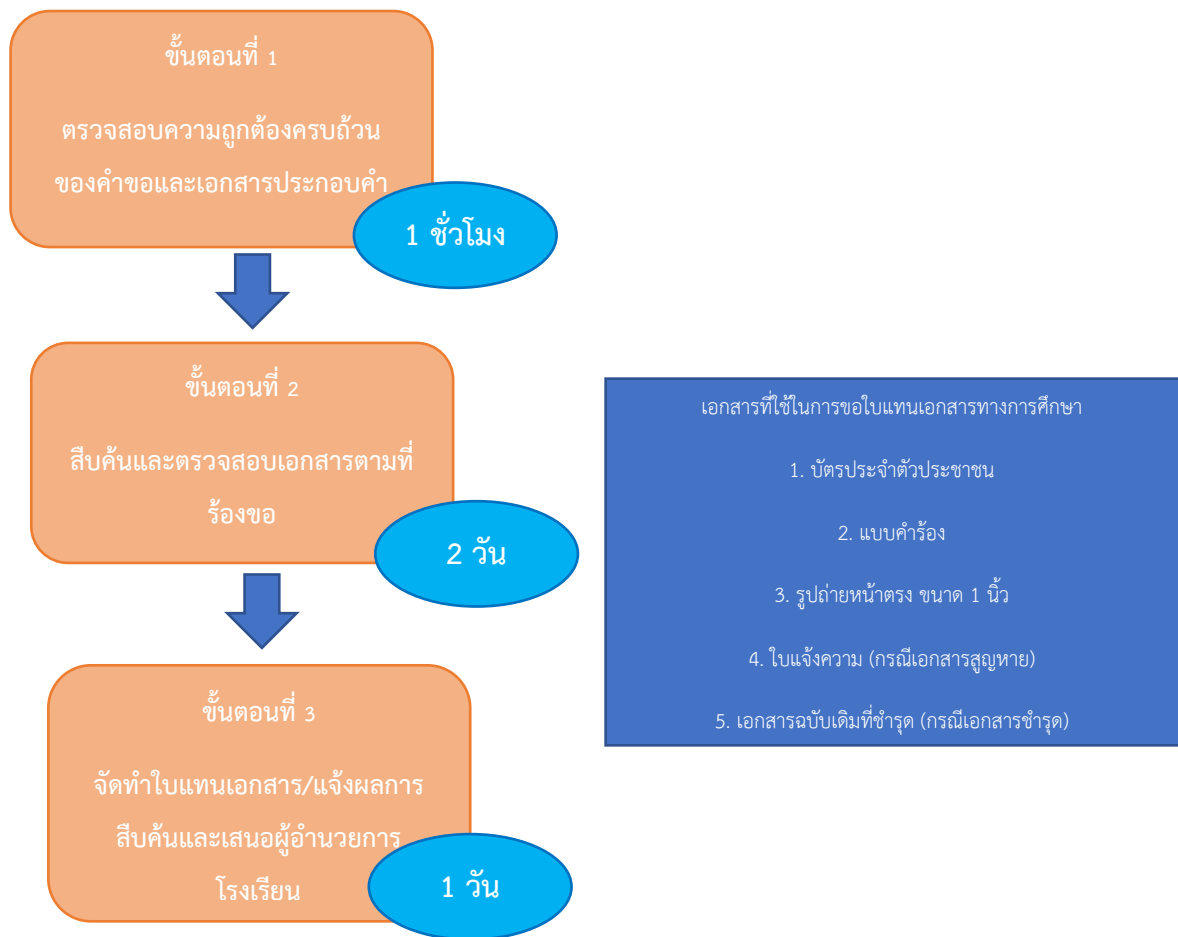 ขั้นตอนที่ 1
ตรวจสอบความถูกต้องครบถ้วน
ของคำขอและเอกสารประกอบคำ
1 ชั่วโมง
ขั้นตอนที่ 2
สืบค้นและตรวจสอบเอกสารตามที่
ร้องขอ
2 วัน
ขั้นตอนที่ 3
จัดทำใบแทนเอกสาร/แจ้งผลการ
สืบค้นและเสนอผู้อำนวยการ
โรงเรียน
1 วัน
เอกสารที่ใช้ในการขอใบแทนเอกสารทางการศึกษา
1. บัตรประจำตัวประชาชน
2. แบบคำร้อง
3. รูปถ่ายหน้าตรง ขนาด 1 นิ้ว
4. ใบแจ้งความ (กรณีเอกสารสูญหาย)
5. เอกสารฉบับเดิมที่ชำรุด (กรณีเอกสารชำรุด)